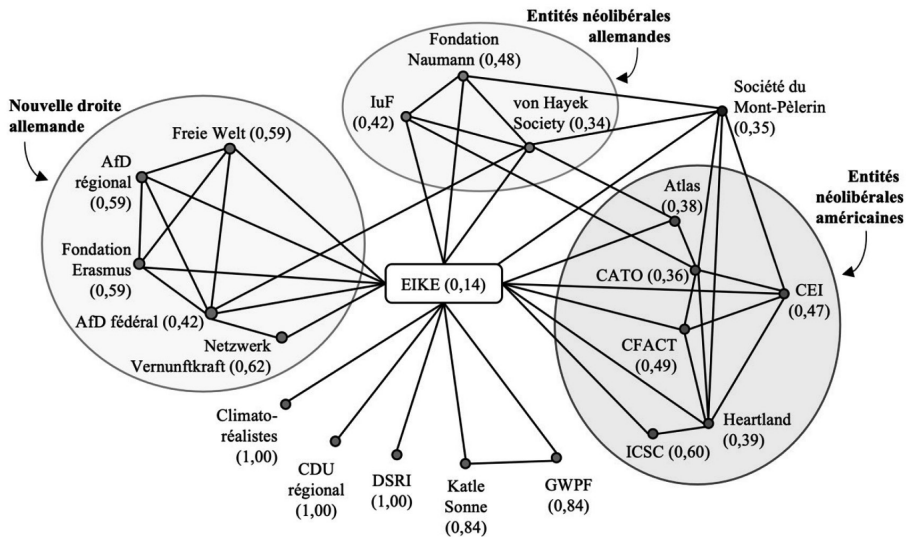 Entités néolibérales
allemandes
Fondation
Naumann (0,48)
Nouvelle droite
allemande
IuF
(0,42)
von Hayek
Society (0,34)
Société du
Mont-Pèlerin
(0,35)
Freie Welt (0,59)
AfD
régional
(0,59)
Entités
néolibérales
américaines
Atlas
(0,38)
Fondation
Erasmus
(0,59)
EIKE (0,14)
CATO (0,36)
CEI
(0,47)
AfD fédéral (0,42)
CFACT
(0,49)
Netzwerk
Vernunftkraft (0,62)
Climato-
réalistes
(1,00)
Heartland
(0,39)
ICSC (0,60)
CDU
régional
(1,00)
DSRI
(1,00)
Katle
Sonne
(0,84)
GWPF
(0,84)